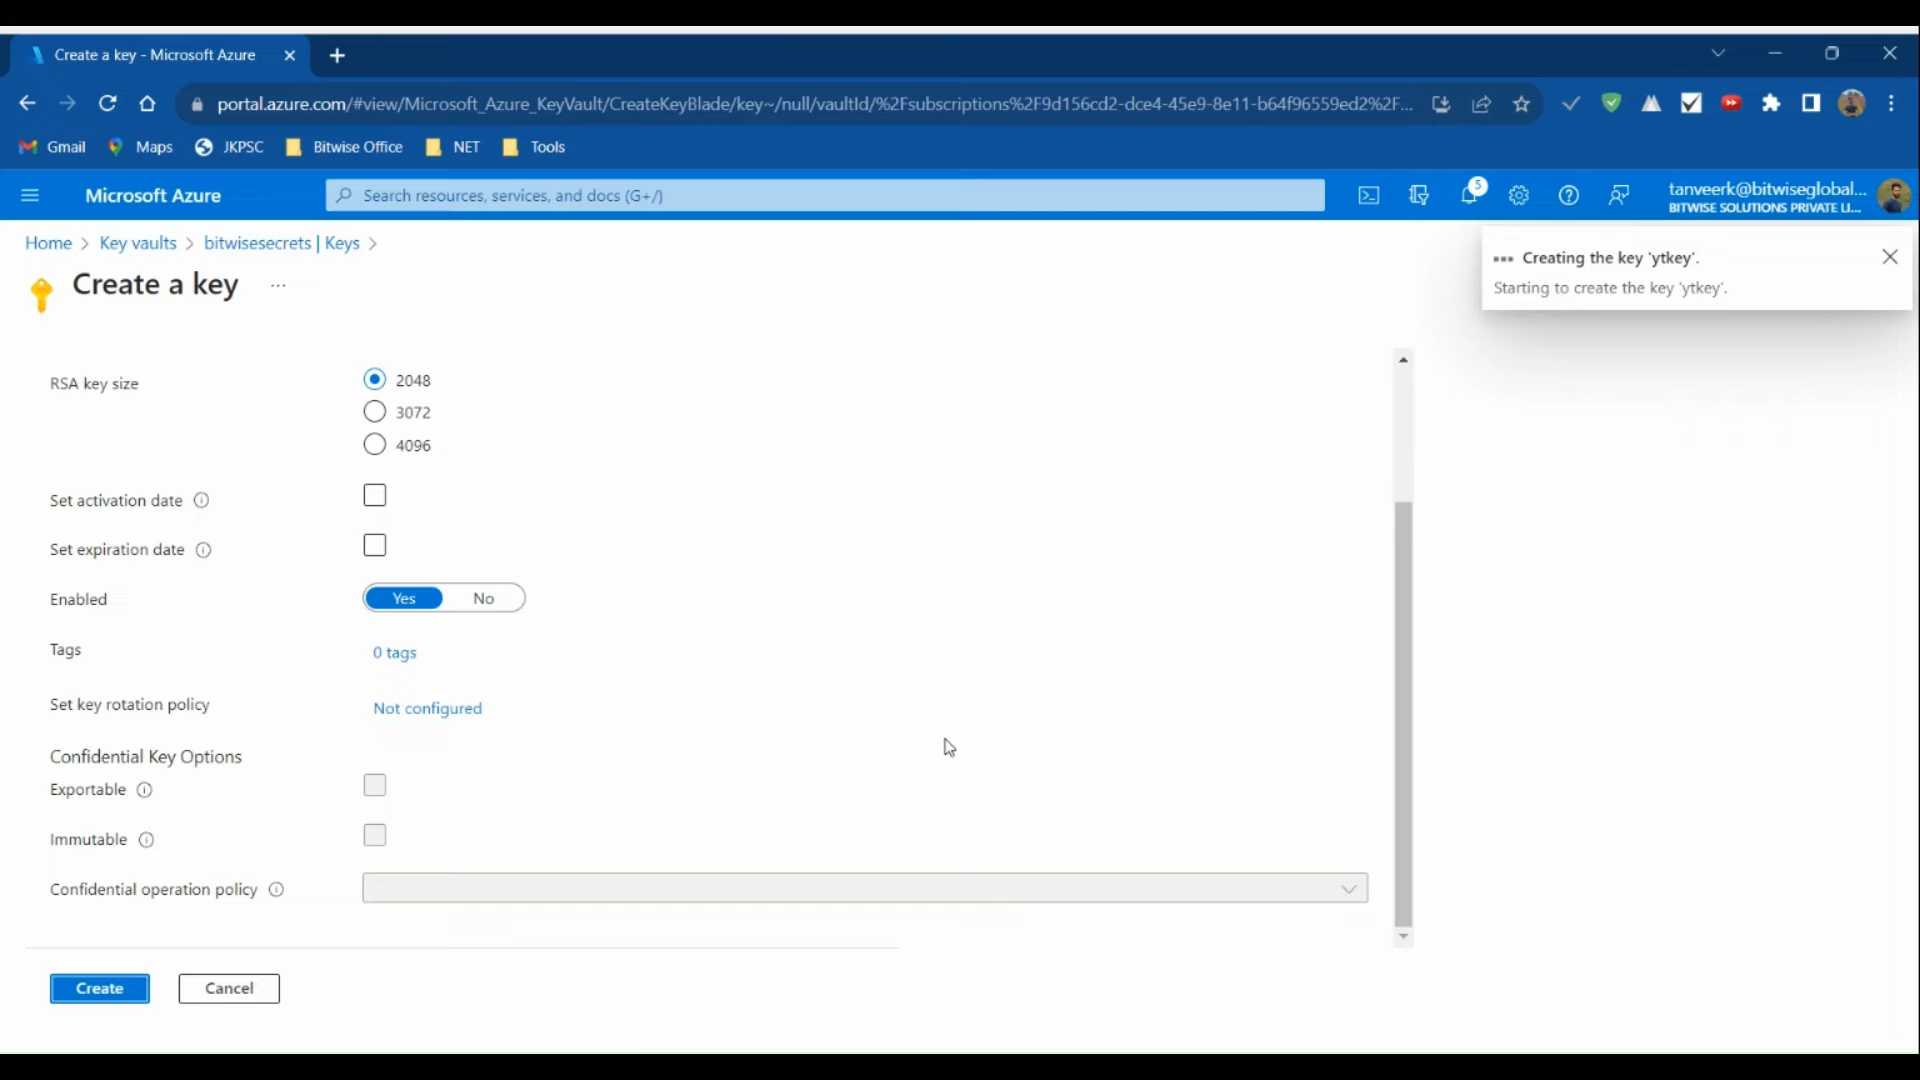 Create a key - Microsoft Azure
portal.azure.com/#view/Microsoft_Azure_KeyVault/CreateKeyBlade/key~/null/vaultId/%2Fsubscriptions%2F9d156cd2-dce4-45e9-8e11-b64f96559ed2%2F...
Gmail Maps JKPSC Bitwise Office NET Tools
Microsoft Azure
Search resources, services, and docs (G+/)
5
tanveerk@bitwiseglobal...
BITWISE SOLUTIONS PRIVATE LI...
Home > Key vaults > bitwisesecrets | Keys >
Create a key ...
Creating the key 'ytkey'.
Starting to create the key 'ytkey'.
RSA key size
2048
3072
4096
Set activation date
Set expiration date
Enabled
Yes No
Tags
0 tags
Set key rotation policy
Not configured
Confidential Key Options
Exportable
Immutable
Confidential operation policy
Create Cancel